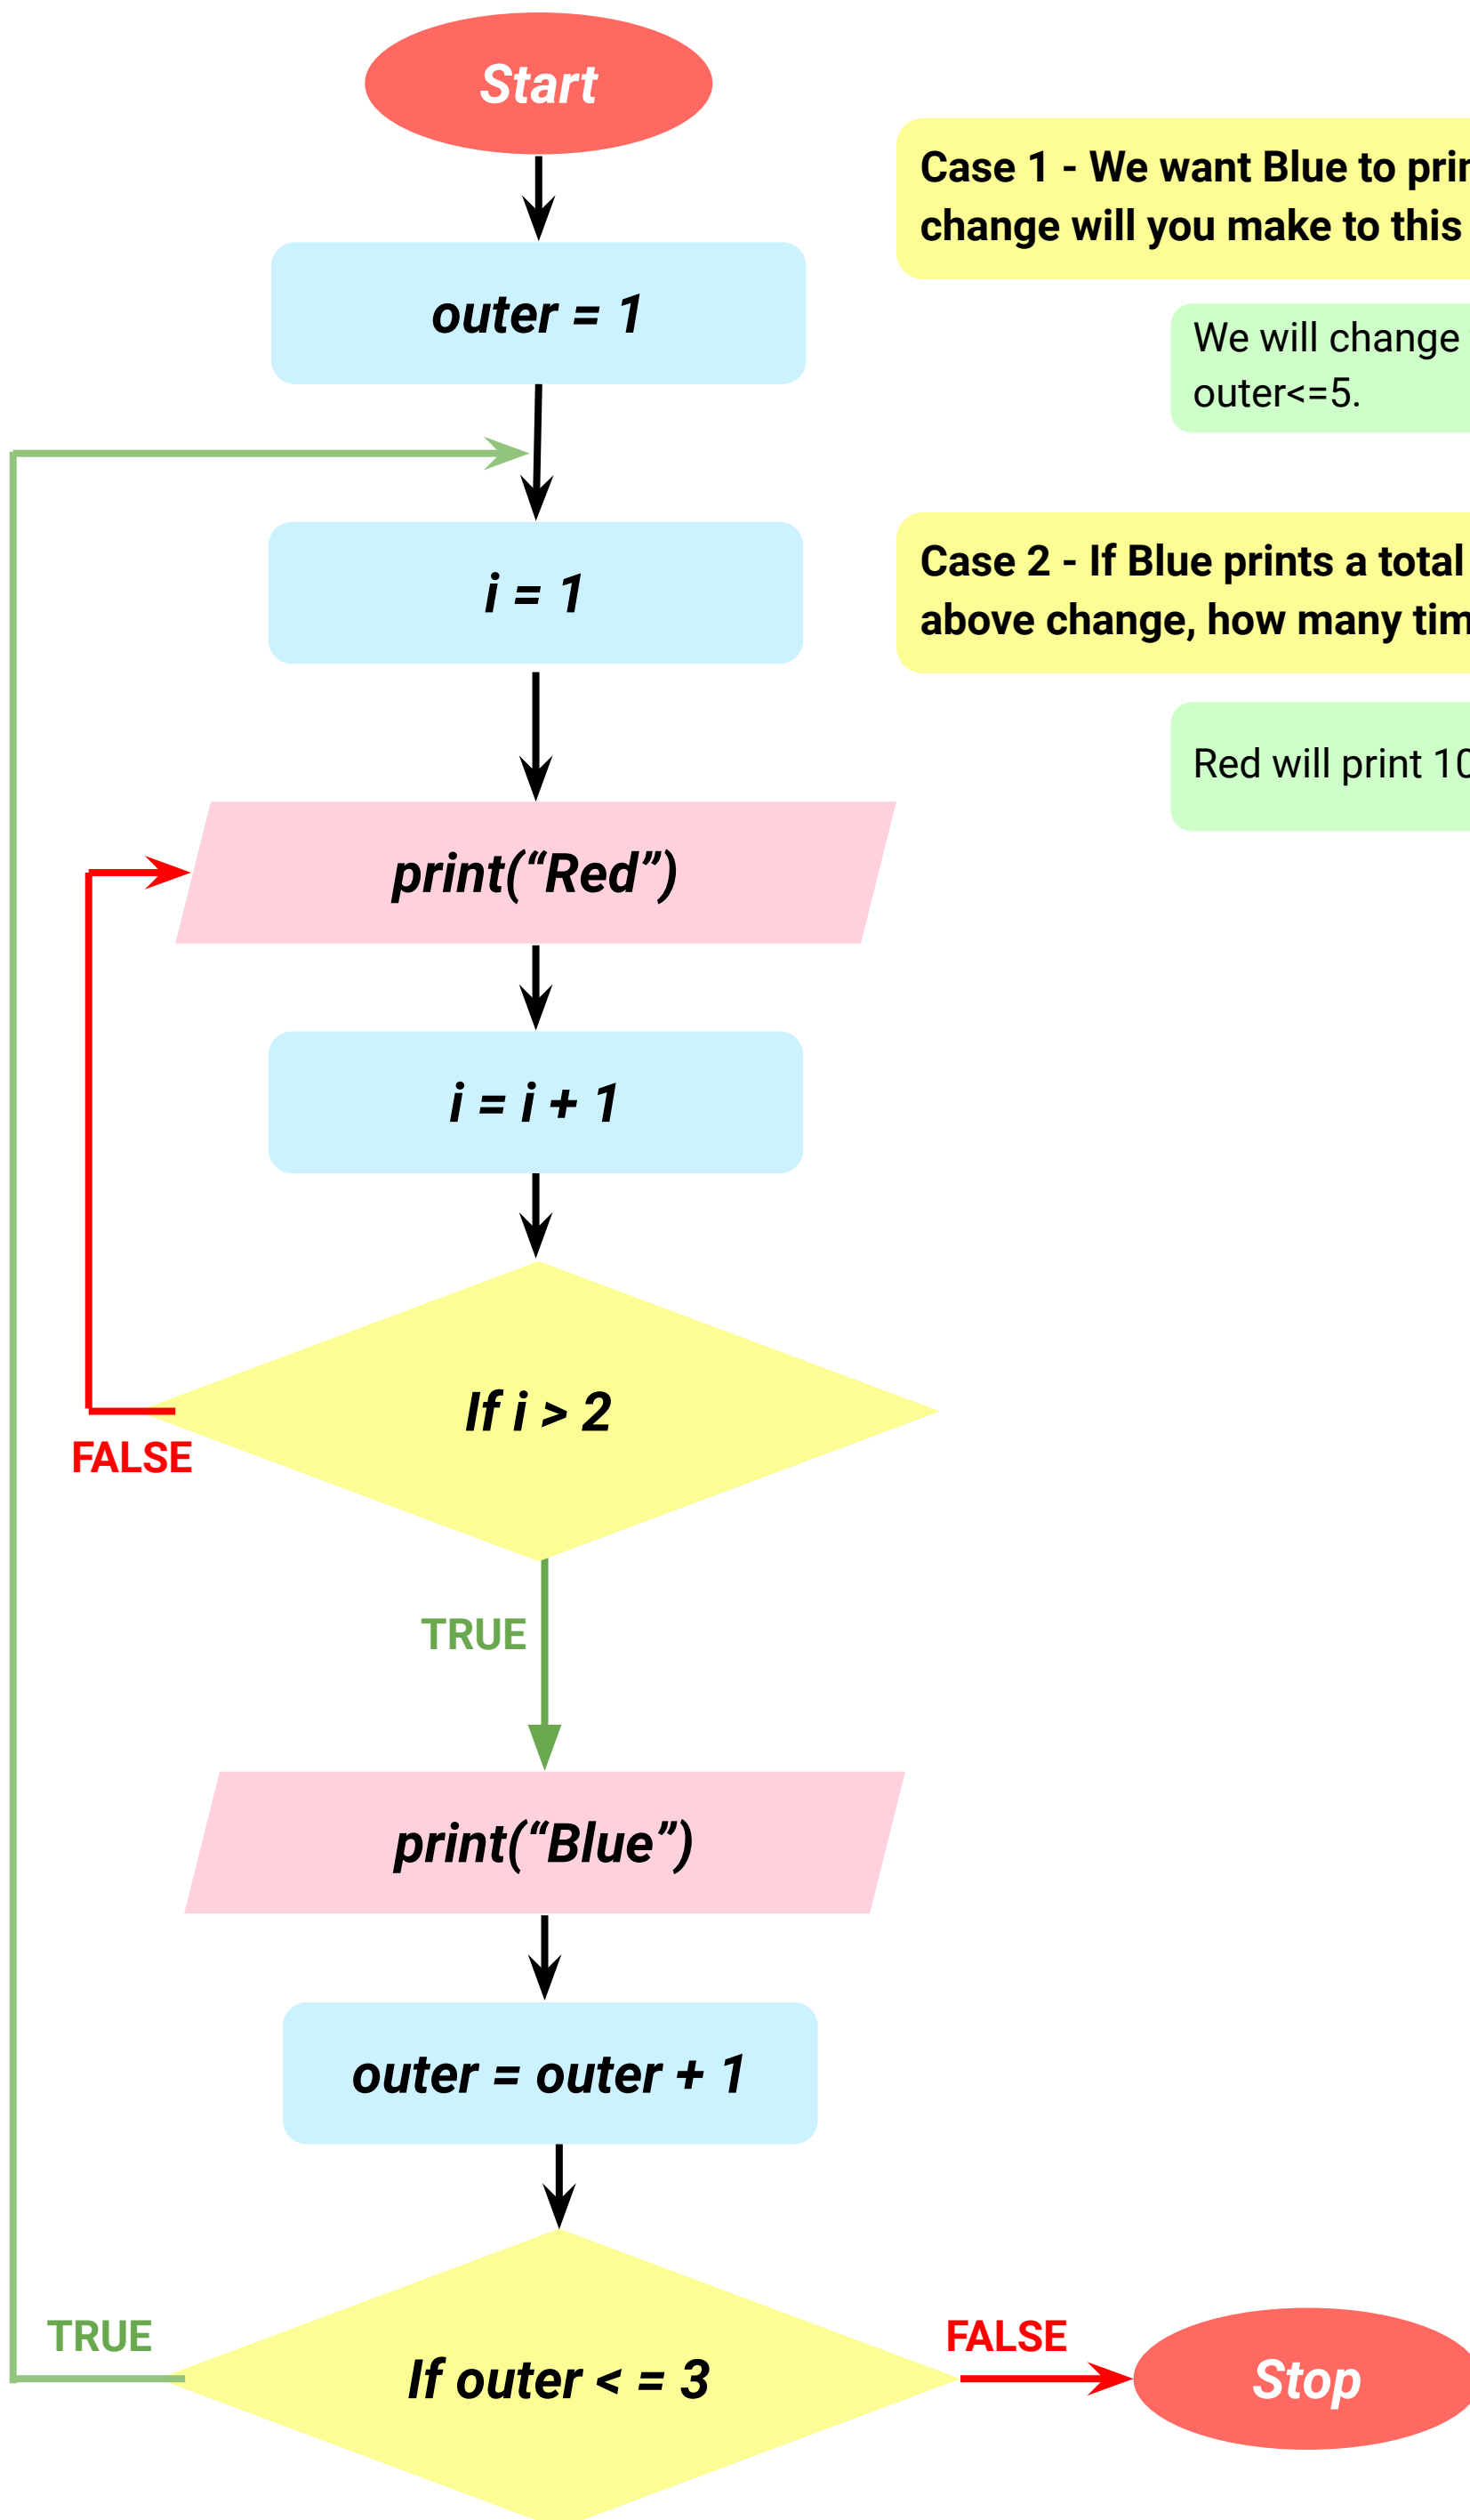 Start
outer = 1
i = 1
print(“Red”)
i = i + 1
If i > 2
FALSE
TRUE
print(“Blue”)
outer = outer + 1
If outer < = 3
TRUE
FALSE
Stop
Case 1 - We want Blue to
change will you make to this
We will change
outer<=5.
Case 2 - If Blue prints a total
above change, how many
Red will print 10